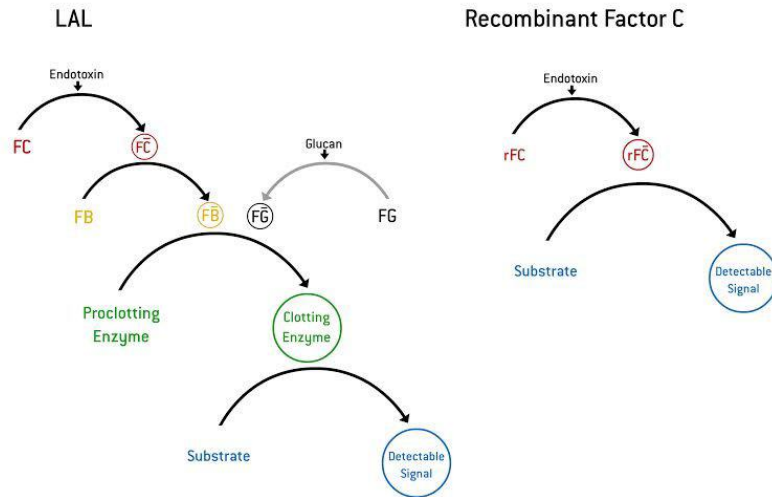 LAL
Recombinant Factor C
Endotoxin
FC
FC̅
Glucan
FB
FB̅
FG̅
FG
Proclotting
Enzyme
Clotting
Enzyme
Substrate
Detectable
Signal
Endotoxin
rFC
rFC̅
Substrate
Detectable
Signal